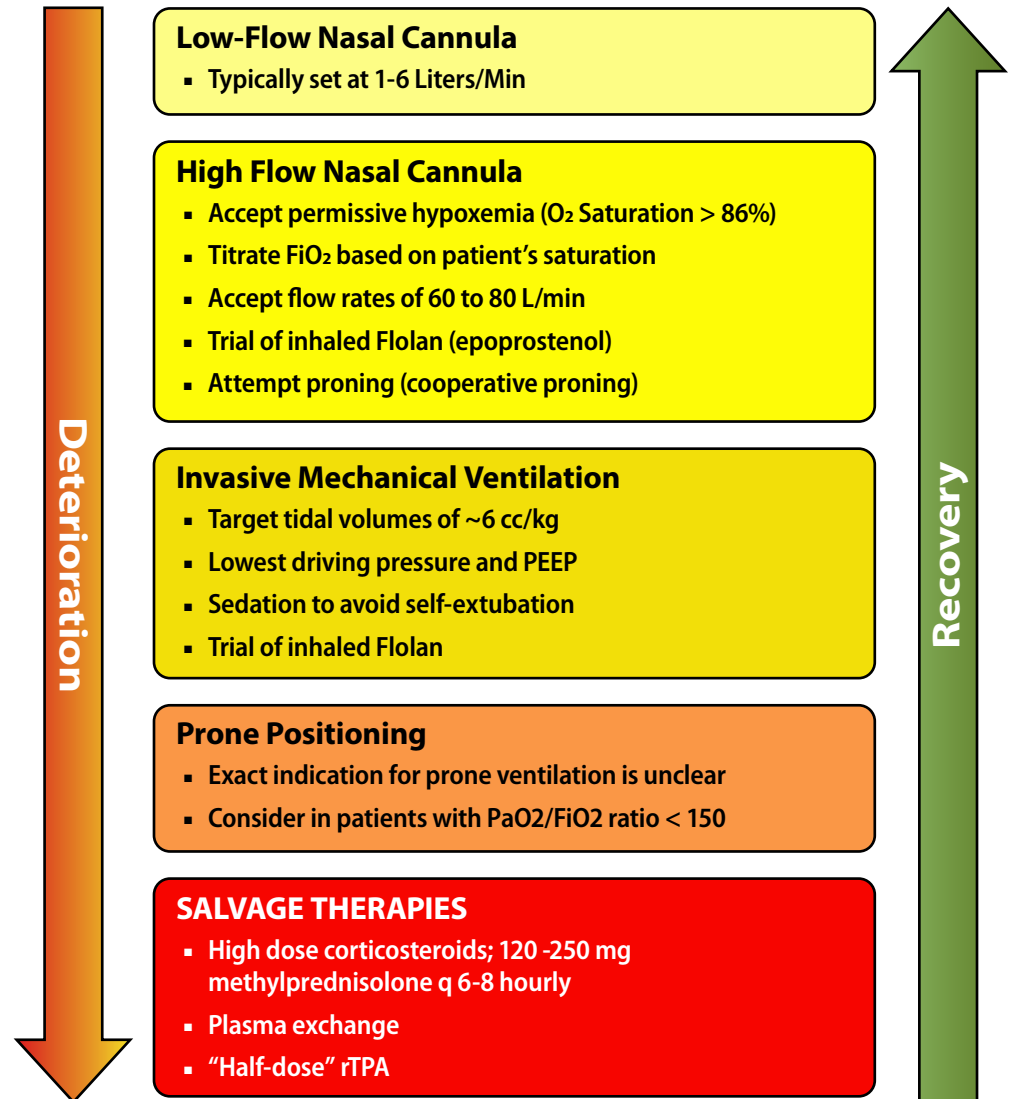 Low-Flow Nasal Cannula
▪ Typically set at 1-6 Liters/Min
High Flow Nasal Cannula
▪ Accept permissive hypoxemia (O₂ Saturation > 86%)
▪ Titrate FiO₂ based on patient’s saturation
▪ Accept flow rates of 60 to 80 L/min
▪ Trial of inhaled Flolan (epoprostenol)
▪ Attempt proning (cooperative proning)
Deterioration
Invasive Mechanical Ventilation
▪ Target tidal volumes of ~6 cc/kg
▪ Lowest driving pressure and PEEP
▪ Sedation to avoid self-extubation
▪ Trial of inhaled Flolan
Recovery
Prone Positioning
▪ Exact indication for prone ventilation is unclear
▪ Consider in patients with PaO2/FiO2 ratio < 150
SALVAGE THERAPIES
▪ High dose corticosteroids; 120 -250 mg
methylprednisolone q 6-8 hourly
▪ Plasma exchange
▪ “Half-dose” rTPA